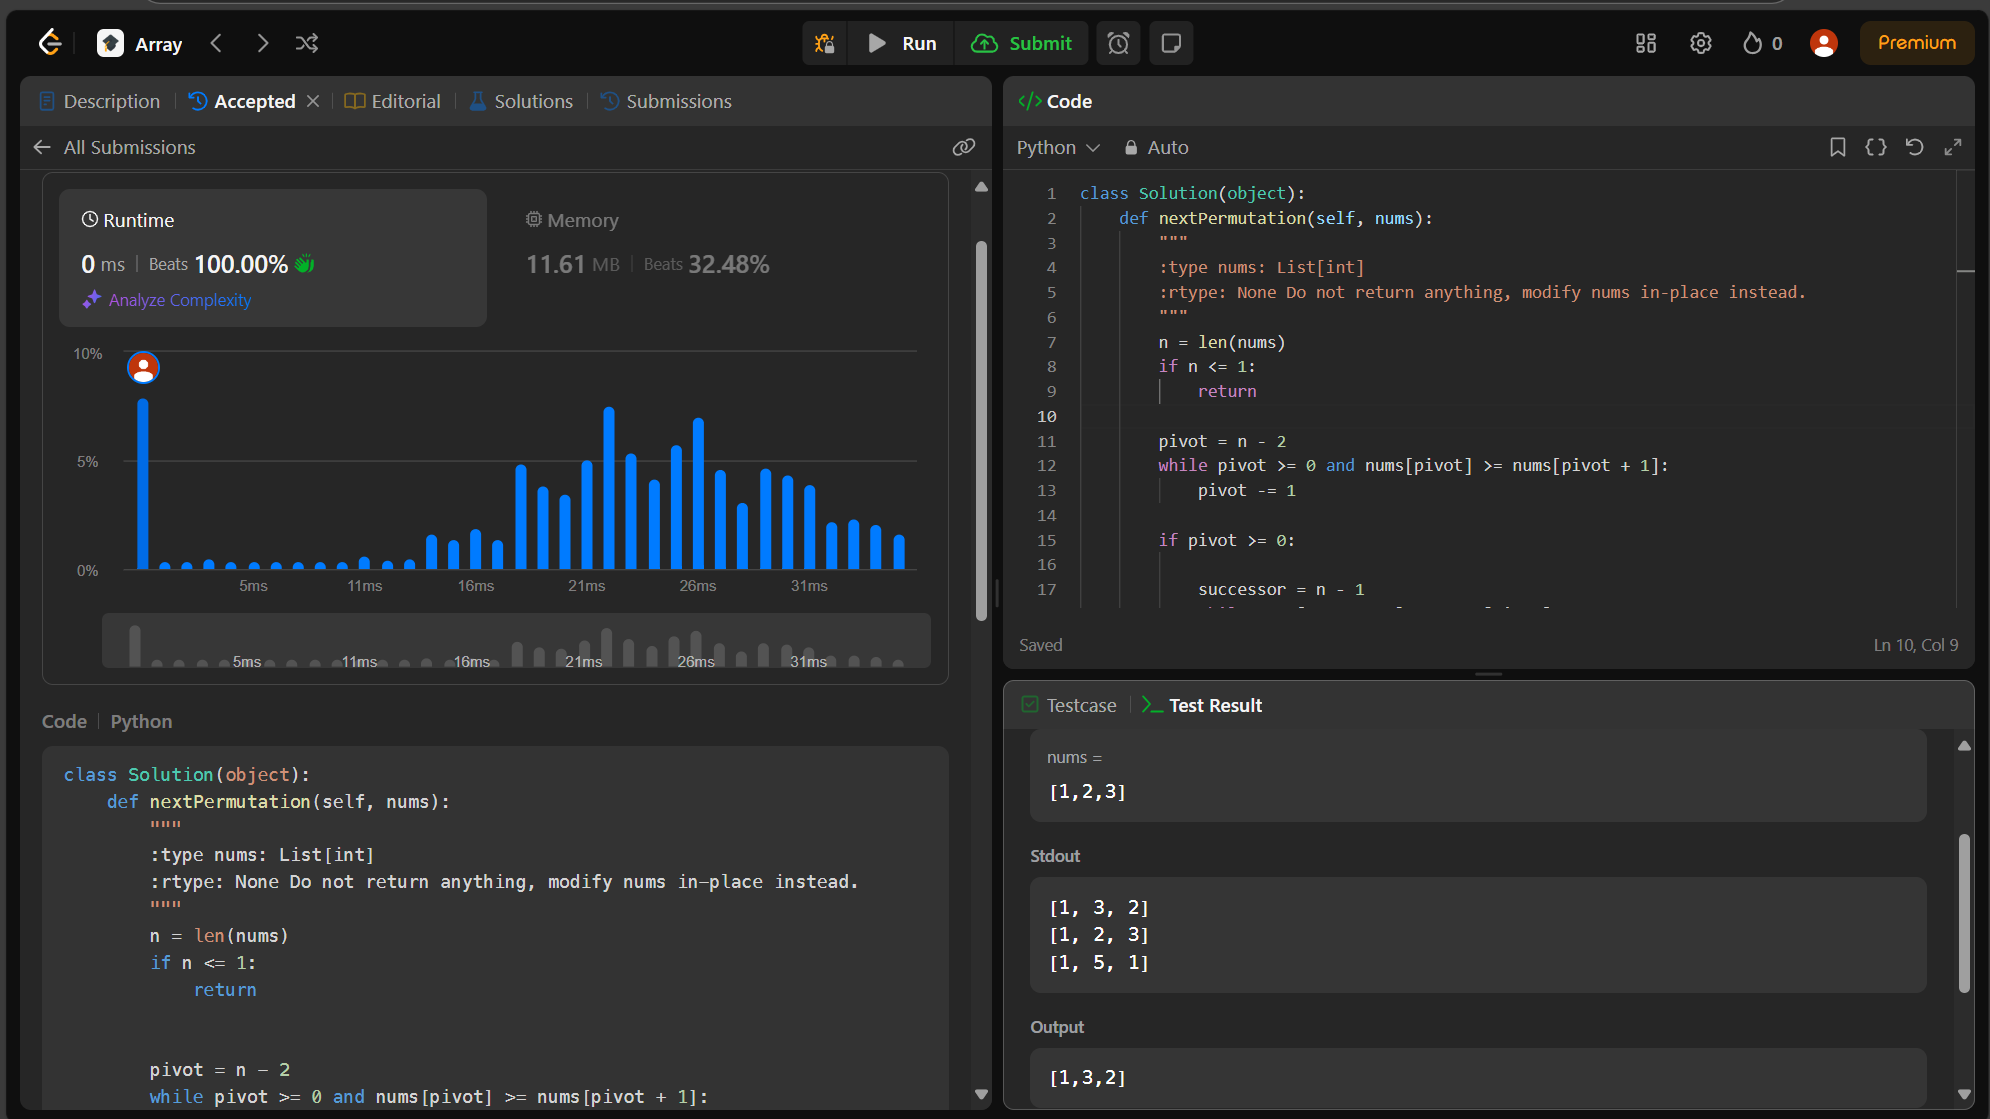 Array
Run
Submit
0
Premium
Description
Accepted
Editorial
Solutions
Submissions
All Submissions
Runtime
0 ms | Beats 100.00%
Analyze Complexity
Memory
11.61 MB | Beats 32.48%
10%
5%
0%
5ms 11ms 16ms 21ms 26ms 31ms
5ms 11ms 16ms 21ms 26ms 31ms
Code | Python
class Solution(object):
def nextPermutation(self, nums):
"""
:type nums: List[int]
:rtype: None Do not return anything, modify nums in-place instead.
"""
n = len(nums)
if n <= 1:
return
pivot = n - 2
while pivot >= 0 and nums[pivot] >= nums[pivot + 1]:
</> Code
Python
Auto
1 class Solution(object):
2 def nextPermutation(self, nums):
3 """
4 :type nums: List[int]
5 :rtype: None Do not return anything, modify nums in-place instead.
6 """
7 n = len(nums)
8 if n <= 1:
9 return
10
11 pivot = n - 2
12 while pivot >= 0 and nums[pivot] >= nums[pivot + 1]:
13 pivot -= 1
14
15 if pivot >= 0:
16
17 successor = n - 1
Saved
Ln 10, Col 9
Testcase
Test Result
nums =
[1,2,3]
Stdout
[1, 3, 2]
[1, 2, 3]
[1, 5, 1]
Output
[1,3,2]